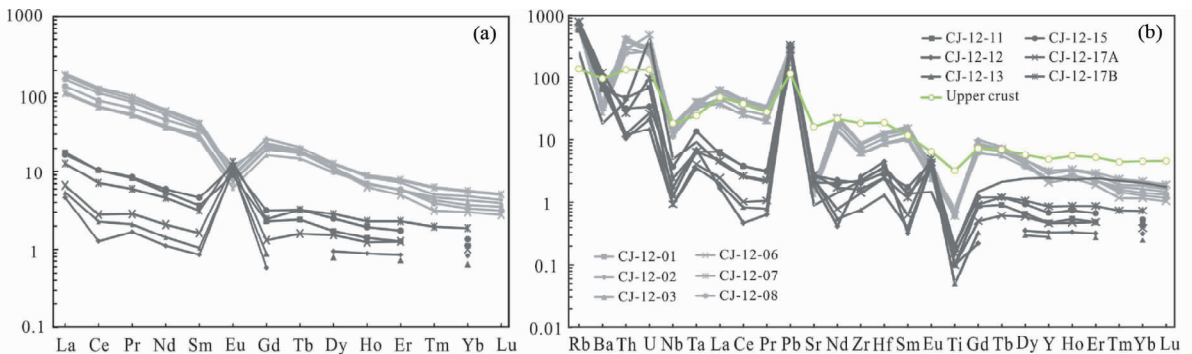 (a)
1000
100
10
1
0.1
La Ce Pr Nd Sm Eu Gd Tb Dy Ho Er Tm Yb Lu
(b)
1000
100
10
1
0.1
0.01
CJ-12-11 CJ-12-15
CJ-12-12 CJ-12-17A
CJ-12-13 CJ-12-17B
Upper crust
CJ-12-01 CJ-12-06
CJ-12-02 CJ-12-07
CJ-12-03 CJ-12-08
Rb Ba Th U Nb Ta La Ce Pr Pb Sr Nd Zr Hf Sm Eu Ti Gd Tb Dy Y Ho Er Tm Yb Lu